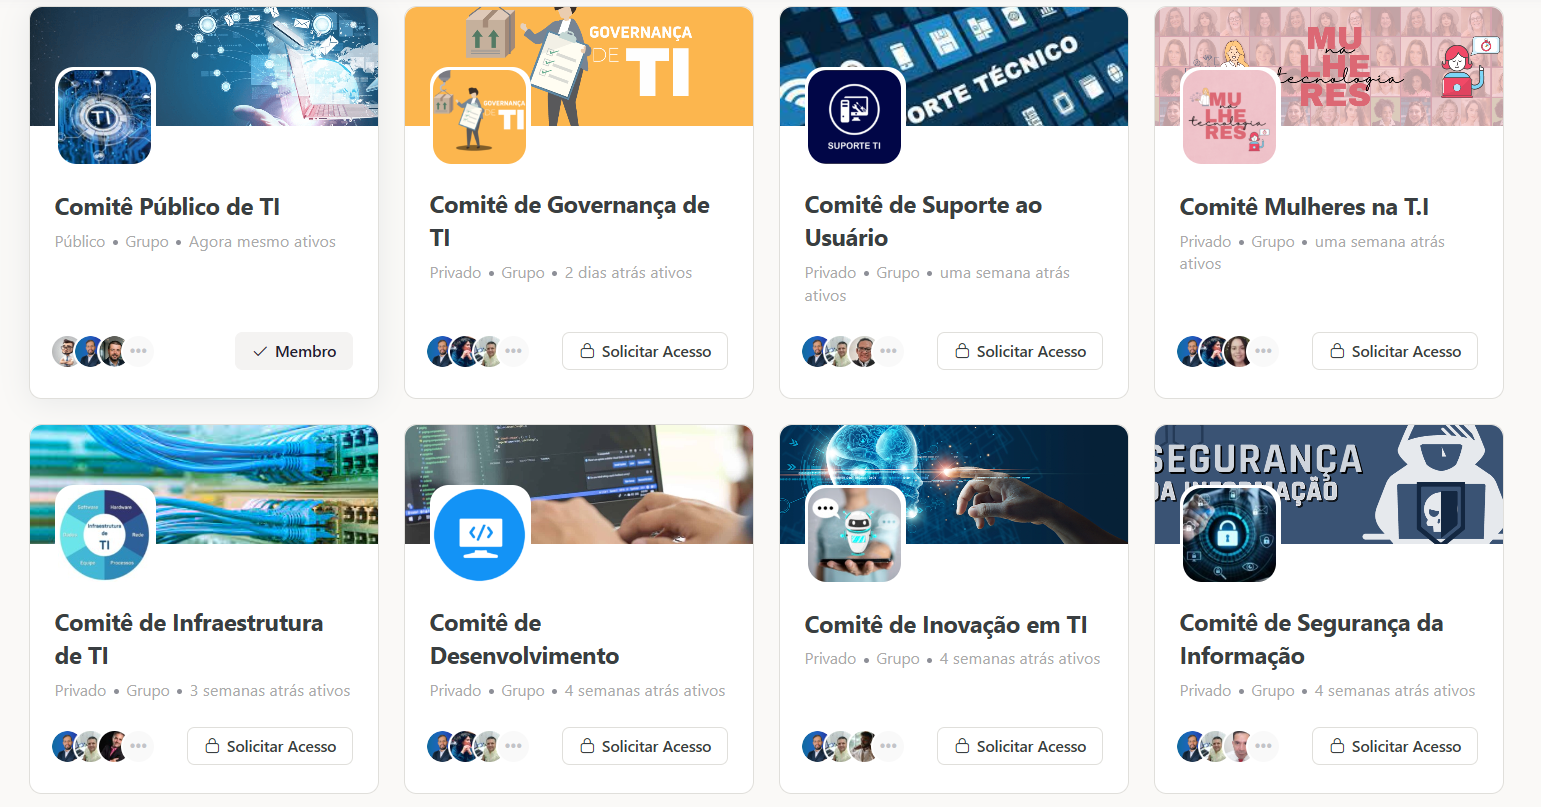 TI
Comitê Público de TI
Público • Grupo • Agora mesmo ativos
Membro
GOVERNANÇA
DE TI
GOVERNANÇA
DE TI
Comitê de Governança de
TI
Privado • Grupo • 2 dias atrás ativos
Solicitar Acesso
ORTE TÉCNICO
SUPORTE TI
Comitê de Suporte ao
Usuário
Privado • Grupo • uma semana atrás
ativos
Solicitar Acesso
MU
na
LHE
tecnologia
RES
MU
na
LHE
tecnologia
RES
Comitê Mulheres na T.I
Privado • Grupo • uma semana atrás
ativos
Solicitar Acesso
Software
Hardware
Infraestrutura
de
TI
Rede
Equipe
Processos
Comitê de Infraestrutura
de TI
Privado • Grupo • 3 semanas atrás ativos
Solicitar Acesso
</>
Comitê de
Desenvolvimento
Privado • Grupo • 4 semanas atrás ativos
Solicitar Acesso
Comitê de Inovação em TI
Privado • Grupo • 4 semanas atrás ativos
Solicitar Acesso
SEGURANÇA
DA INFORMAÇÃO
Comitê de Segurança da
Informação
Privado • Grupo • 4 semanas atrás ativos
Solicitar Acesso